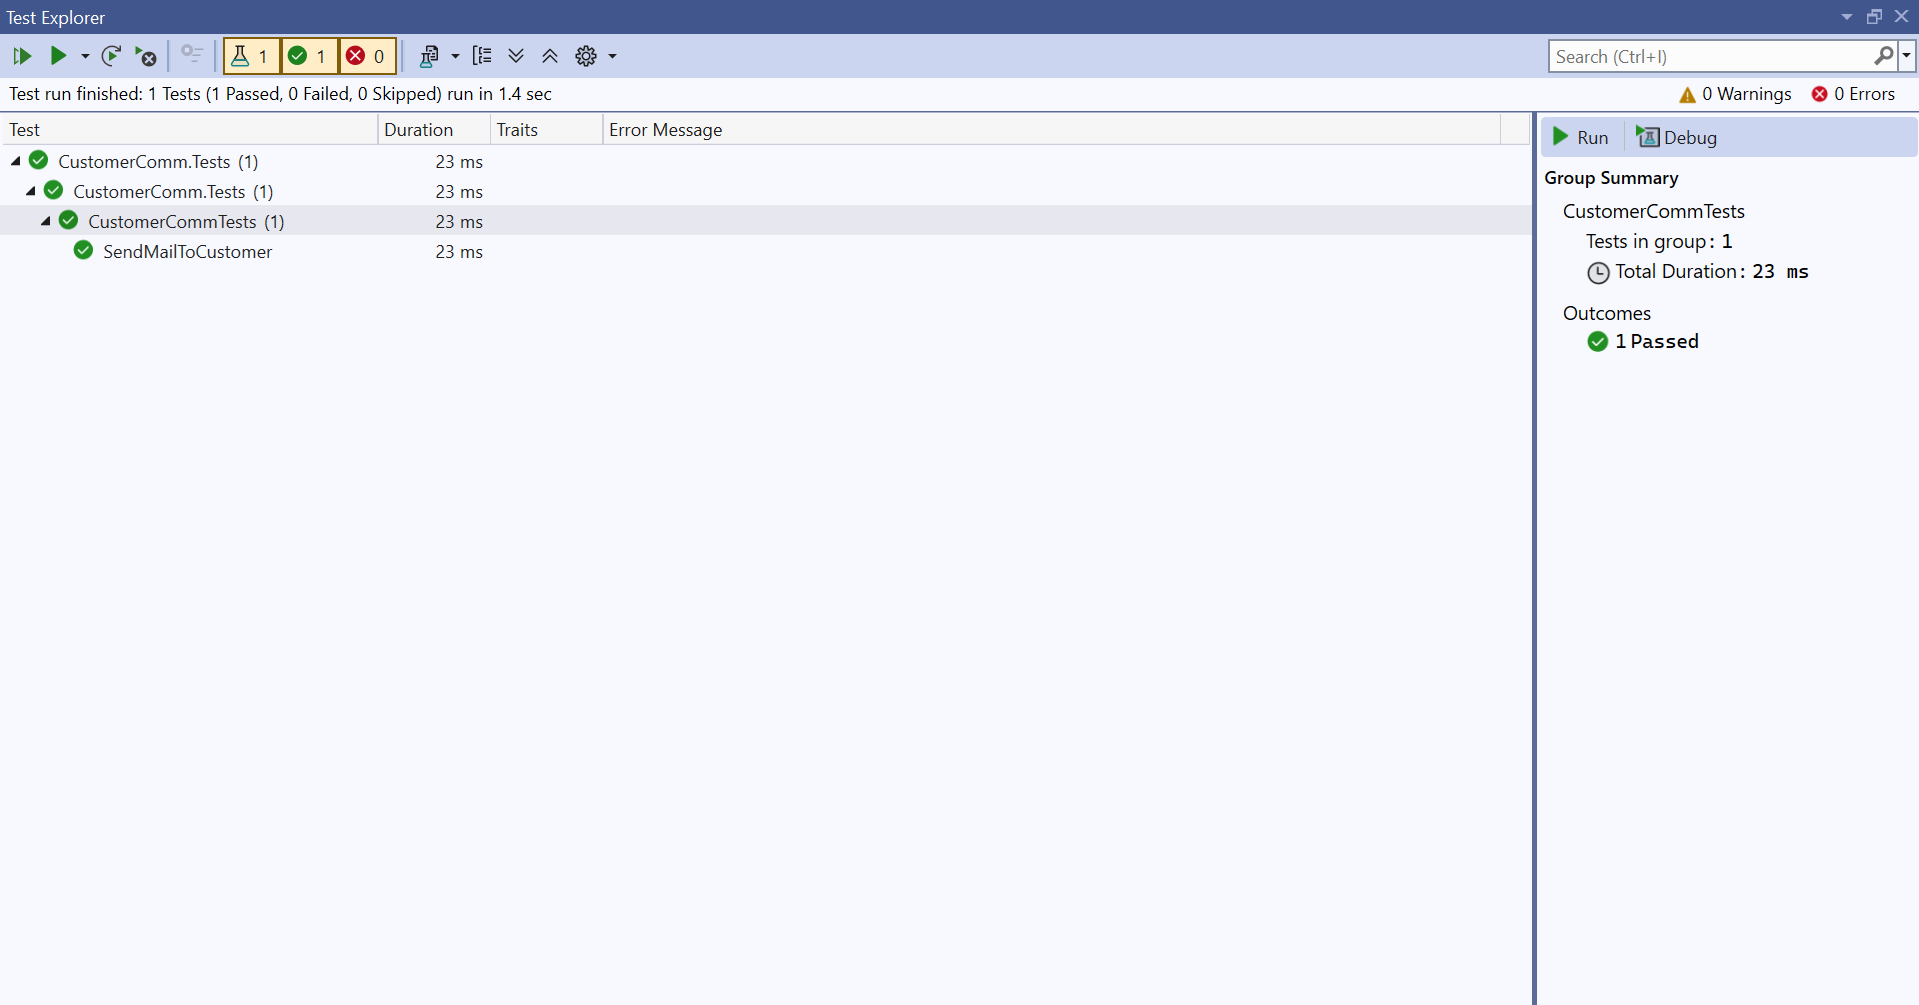 Test Explorer
1 1 0
Search (Ctrl+I)
Test run finished: 1 Tests (1 Passed, 0 Failed, 0 Skipped) run in 1.4 sec
0 Warnings 0 Errors
Test Duration Traits Error Message
CustomerComm.Tests (1) 23 ms
CustomerComm.Tests (1) 23 ms
CustomerCommTests (1) 23 ms
SendMailToCustomer 23 ms
Run Debug
Group Summary
CustomerCommTests
Tests in group: 1
Total Duration: 23 ms
Outcomes
1 Passed